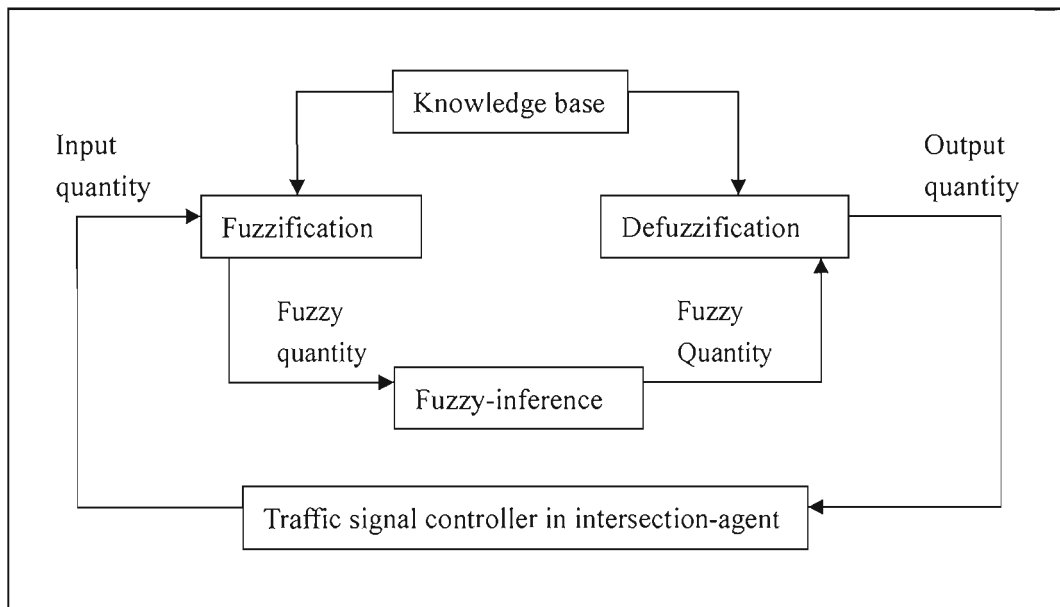 Knowledge base
Input
quantity
Output
quantity
Fuzzification
Defuzzification
Fuzzy
quantity
Fuzzy
Quantity
Fuzzy-inference
Traffic signal controller in intersection-agent